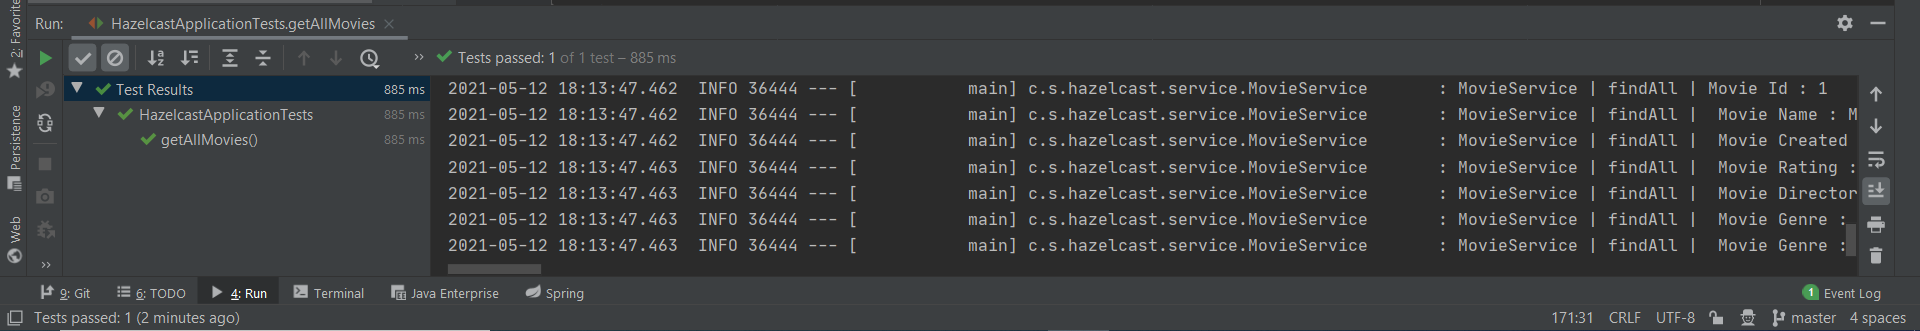 Run: HazelcastApplicationTests.getAllMovies
2: Favorite
Persistence
Web
Tests passed: 1 of 1 test – 885 ms
Test Results 885 ms
HazelcastApplicationTests 885 ms
getAllMovies() 885 ms
2021-05-12 18:13:47.462 INFO 36444 --- [ main] c.s.hazelcast.service.MovieService : MovieService | findAll | Movie Id : 1
2021-05-12 18:13:47.462 INFO 36444 --- [ main] c.s.hazelcast.service.MovieService : MovieService | findAll | Movie Name : M
2021-05-12 18:13:47.462 INFO 36444 --- [ main] c.s.hazelcast.service.MovieService : MovieService | findAll | Movie Created
2021-05-12 18:13:47.463 INFO 36444 --- [ main] c.s.hazelcast.service.MovieService : MovieService | findAll | Movie Rating :
2021-05-12 18:13:47.463 INFO 36444 --- [ main] c.s.hazelcast.service.MovieService : MovieService | findAll | Movie Director
2021-05-12 18:13:47.463 INFO 36444 --- [ main] c.s.hazelcast.service.MovieService : MovieService | findAll | Movie Genre :
2021-05-12 18:13:47.463 INFO 36444 --- [ main] c.s.hazelcast.service.MovieService : MovieService | findAll | Movie Genre :
9: Git 6: TODO 4: Run Terminal Java Enterprise Spring 1 Event Log
Tests passed: 1 (2 minutes ago) 171:31 CRLF UTF-8 master 4 spaces